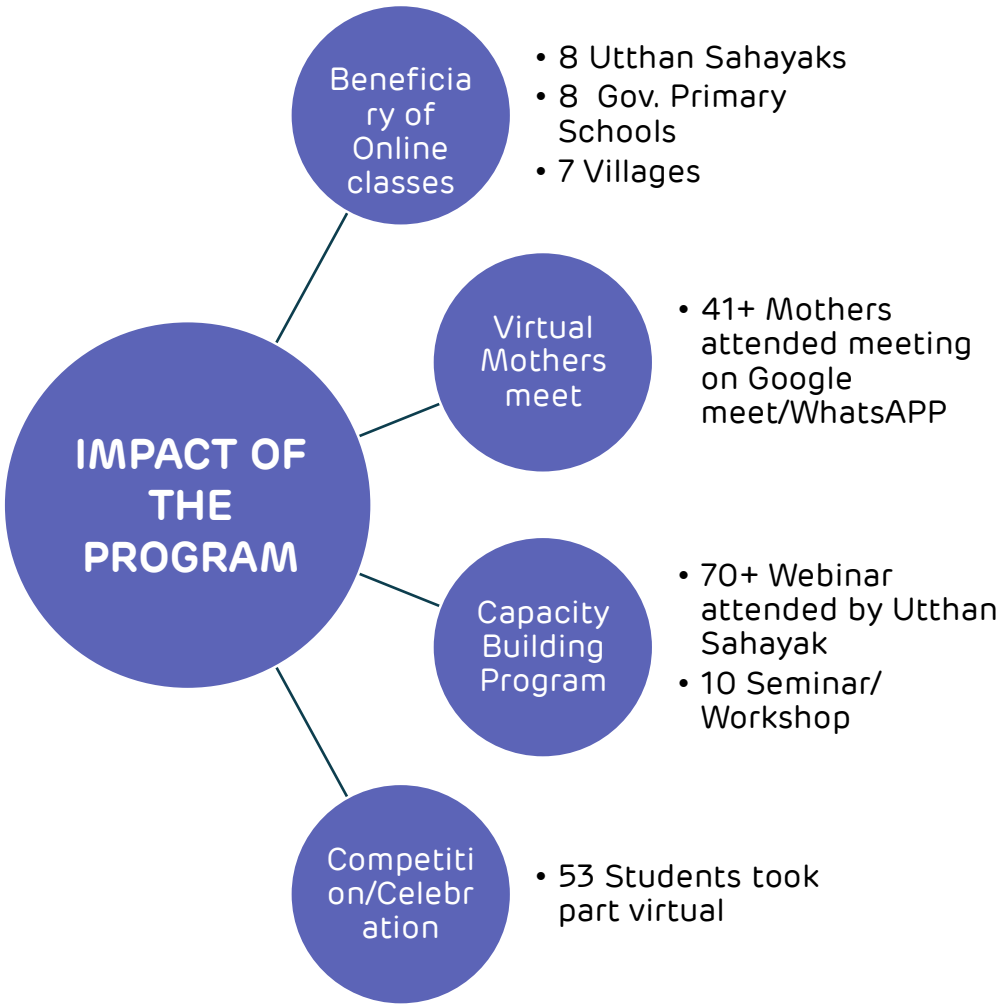 Beneficia
ry of
Online
classes
• 8 Utthan Sahayaks
• 8 Gov. Primary
Schools
• 7 Villages
Virtual
Mothers
meet
• 41+ Mothers
attended meeting
on Google
meet/WhatsAPP
IMPACT OF
THE
PROGRAM
Capacity
Building
Program
• 70+ Webinar
attended by Utthan
Sahayak
• 10 Seminar/
Workshop
Competiti
on/Celebr
ation
• 53 Students took
part virtual